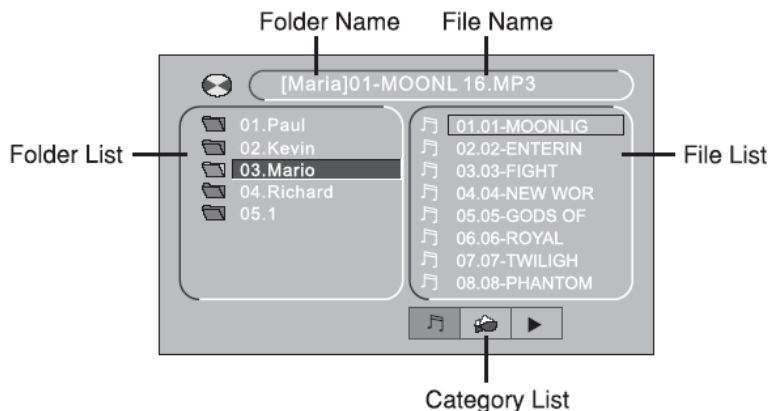 Folder Name
File Name
[Maria]01-MOONL 16.MP3
Folder List
01.Paul
02.Kevin
03.Mario
04.Richard
05.1
01.01-MOONLIG
02.02-ENTERIN
03.03-FIGHT
04.04-NEW WOR
05.05-GODS OF
06.06-ROYAL
07.07-TWILIGH
08.08-PHANTOM
File List
Category List